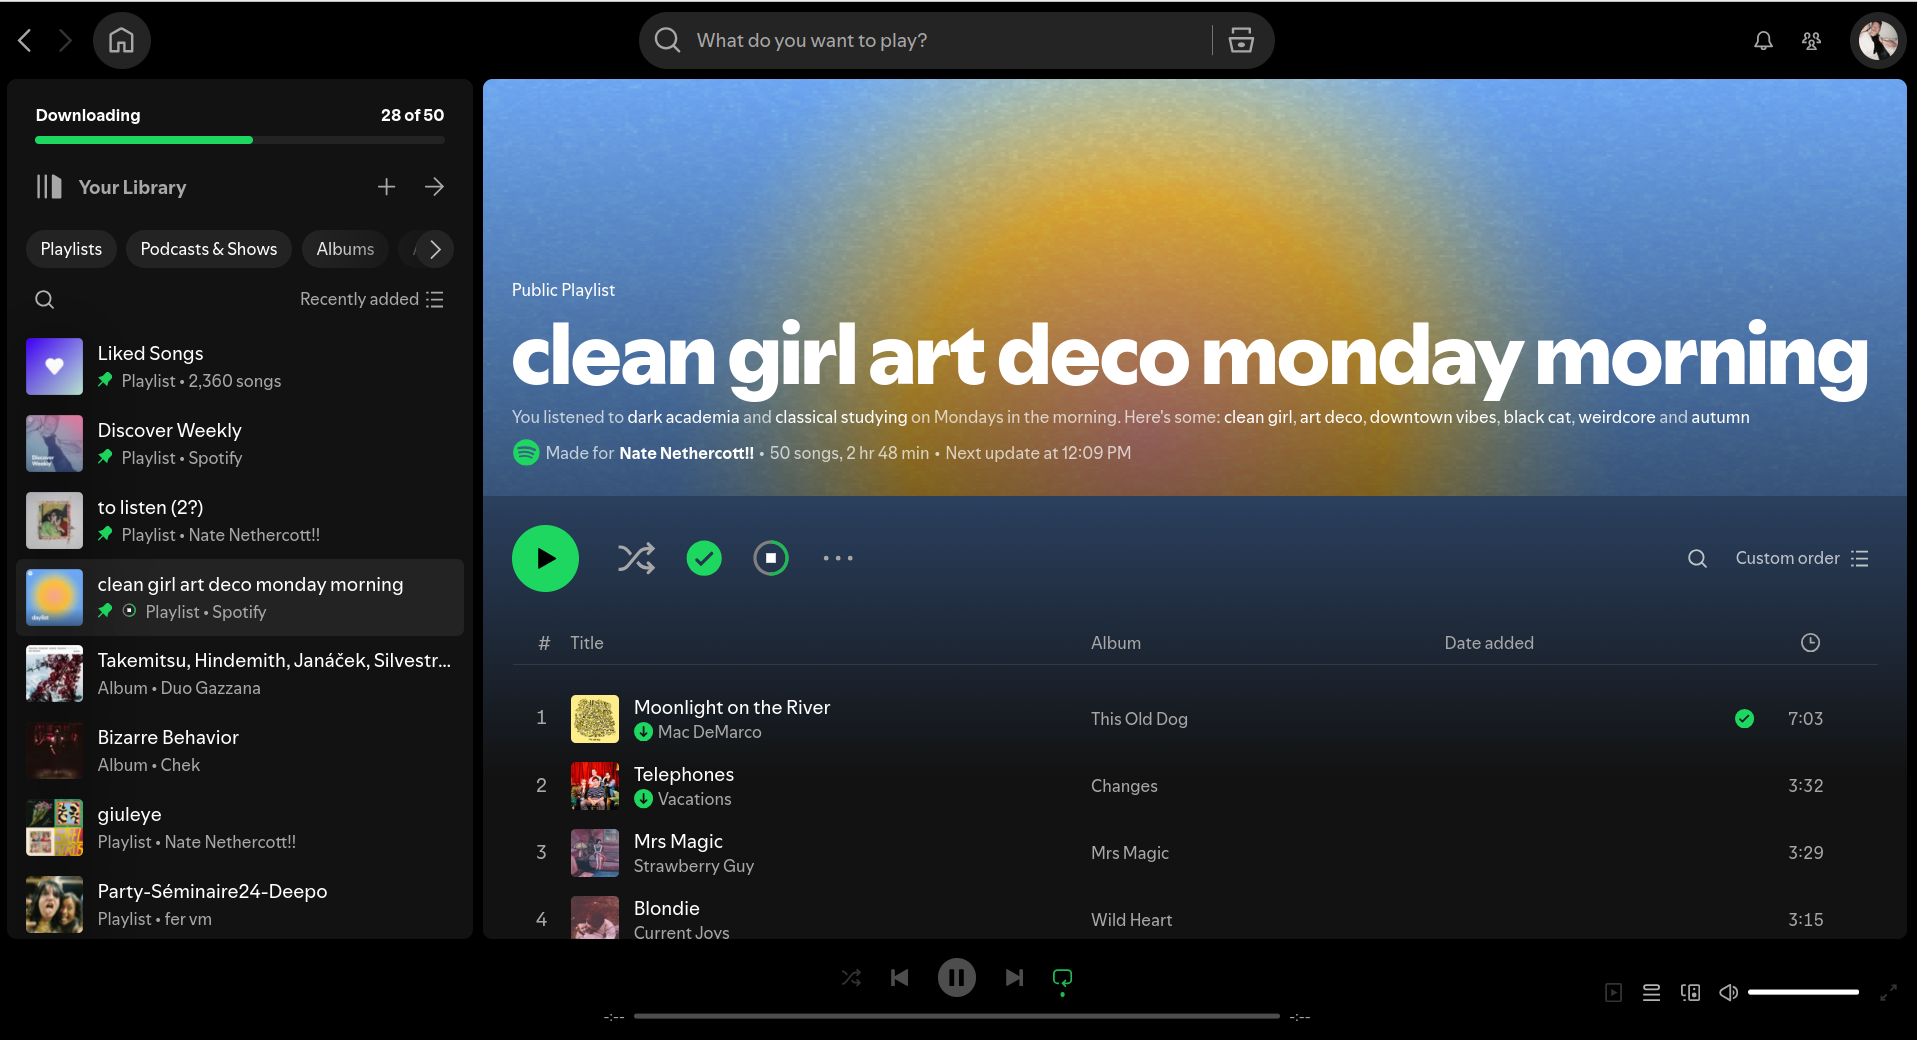 What do you want to play?
Downloading
28 of 50
Your Library
Playlists
Podcasts & Shows
Albums
Recently added
Liked Songs
Playlist • 2,360 songs
Discover Weekly
Playlist • Spotify
to listen (2?)
Playlist • Nate Nethercott!!
clean girl art deco monday morning
Playlist • Spotify
Takemitsu, Hindemith, Janáček, Silvestr...
Album • Duo Gazzana
Bizarre Behavior
Album • Chek
giuleye
Playlist • Nate Nethercott!!
Party-Séminaire24-Deepo
Playlist • fer vm
Public Playlist
clean girl art deco monday morning
You listened to dark academia and classical studying on Mondays in the morning. Here's some: clean girl, art deco, downtown vibes, black cat, weirdcore and autumn
Made for Nate Nethercott!! • 50 songs, 2 hr 48 min • Next update at 12:09 PM
Custom order
# Title Album Date added
1 Moonlight on the River This Old Dog 7:03
Mac DeMarco
2 Telephones Changes 3:32
Vacations
3 Mrs Magic Mrs Magic 3:29
Strawberry Guy
4 Blondie Wild Heart 3:15
Current Joys
-:-- -:--